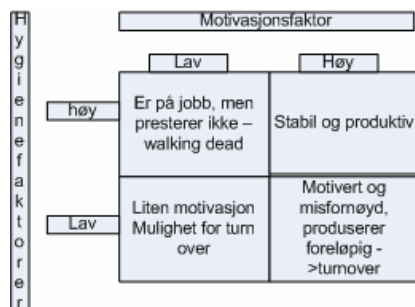 Motivasjonsfaktor
Hygienefaktorer
Lav
Høy
høy
Er på jobb, men
presterer ikke –
walking dead
Stabil og produktiv
Lav
Liten motivasjon
Mulighet for turn
over
Motivert og
misfornøyd,
produserer
foreløpig -
>turnover